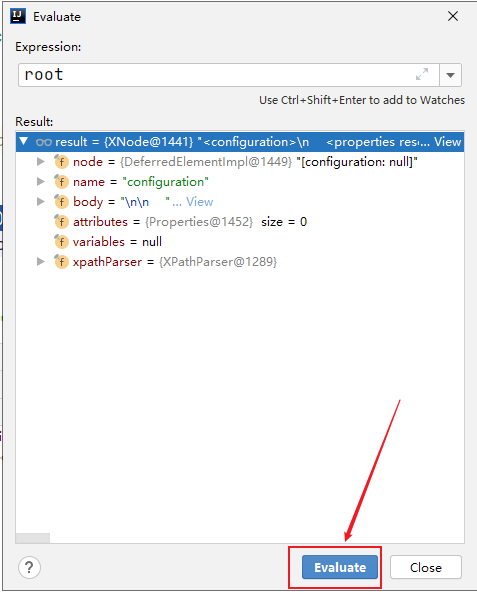 Evaluate
Expression:
root
Use Ctrl+Shift+Enter to add to Watches
Result:
result = {XNode@1441} "<configuration>\n    <properties res... View
node = {DeferredElementImpl@1449} "[configuration: null]"
name = "configuration"
body = "\n\n    "... View
attributes = {Properties@1452}  size = 0
variables = null
xpathParser = {XPathParser@1289}
?
Evaluate
Close